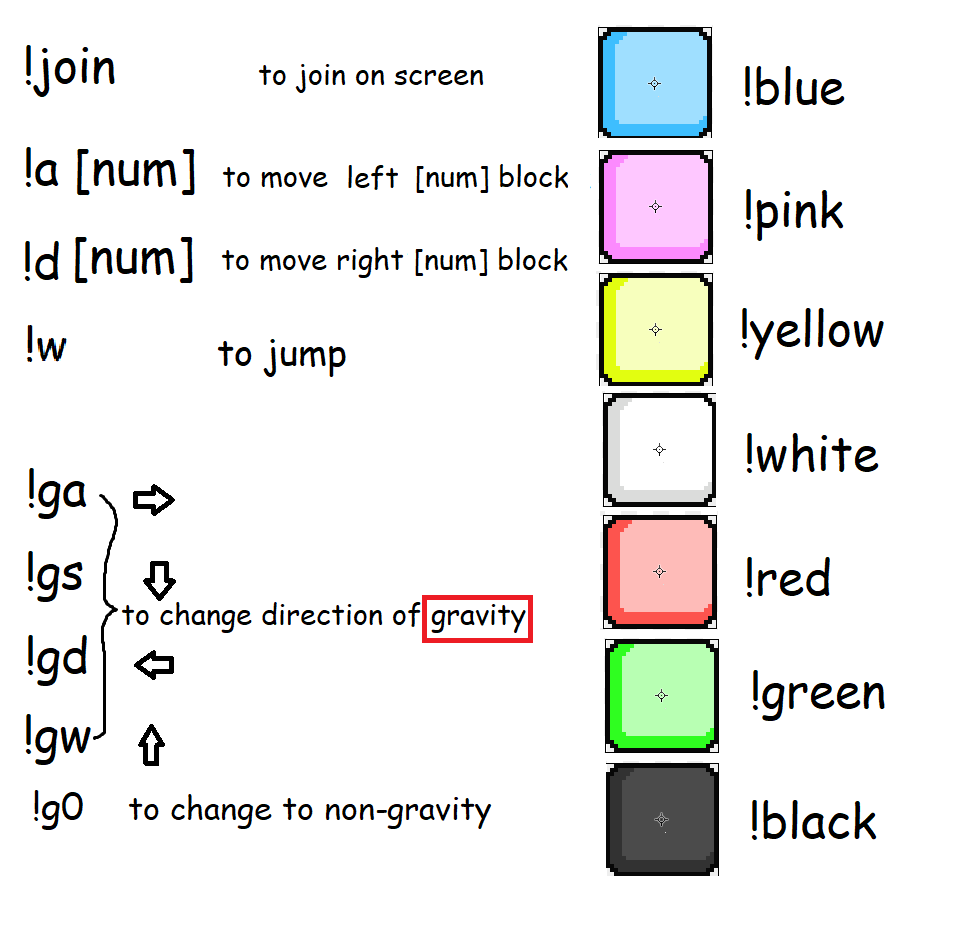 !join to join on screen
!a [num] to move left [num] block
!d [num] to move right [num] block
!w to jump
!ga
!gs
to change direction of gravity
!gd
!gw
!g0 to change to non-gravity
!blue
!pink
!yellow
!white
!red
!green
!black